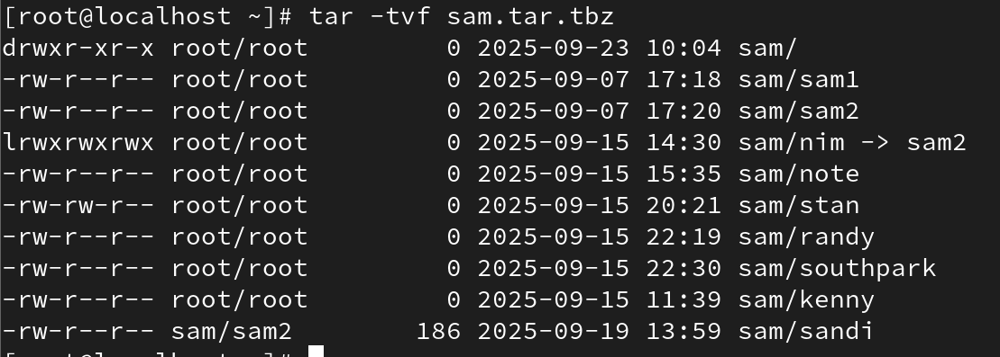 [root@localhost ~]# tar -tvf sam.tar.tbz
drwxr-xr-x root/root         0 2025-09-23 10:04 sam/
-rw-r--r-- root/root         0 2025-09-07 17:18 sam/sam1
-rw-r--r-- root/root         0 2025-09-07 17:20 sam/sam2
lrwxrwxrwx root/root         0 2025-09-15 14:30 sam/nim -> sam2
-rw-r--r-- root/root         0 2025-09-15 15:35 sam/note
-rw-rw-r-- root/root         0 2025-09-15 20:21 sam/stan
-rw-r--r-- root/root         0 2025-09-15 22:19 sam/randy
-rw-r--r-- root/root         0 2025-09-15 22:30 sam/southpark
-rw-r--r-- root/root         0 2025-09-15 11:39 sam/kenny
-rw-r--r-- sam/sam2        186 2025-09-19 13:59 sam/sandi